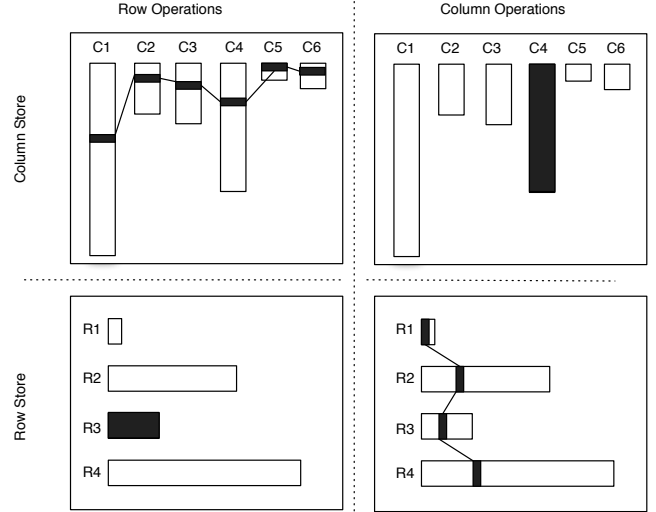 Row Operations
Column Operations
Column Store
C1 C2 C3 C4 C5 C6
C1 C2 C3 C4 C5 C6
Row Store
R1
R2
R3
R4
R1
R2
R3
R4